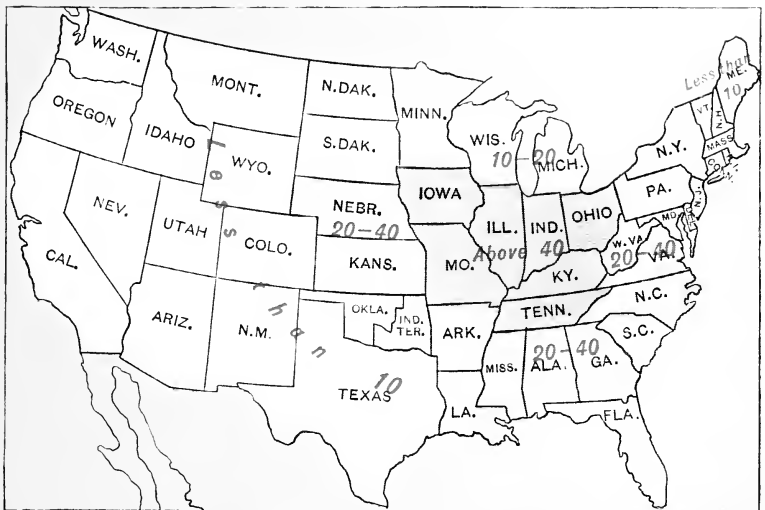 WASH.
MONT.
N.DAK.
MINN.
OREGON
IDAHO
WYO.
S.DAK.
WIS.
MICH.
10-20
N.Y.
VT.
N.H.
ME.
Less than
10
MASS
NEV.
UTAH
COLO.
NEBR.
20-40
IOWA
ILL.
IND.
OHIO
PA.
N.J.
MD.
DEL.
W.VA.
VA.
20-40
CAL.
KANS.
MO.
Above 40
KY.
ARIZ.
N.M.
OKLA.
IND.
TER.
ARK.
TENN.
N.C.
S.C.
Less than 10
TEXAS
LA.
MISS.
ALA.
20-40
GA.
FLA.